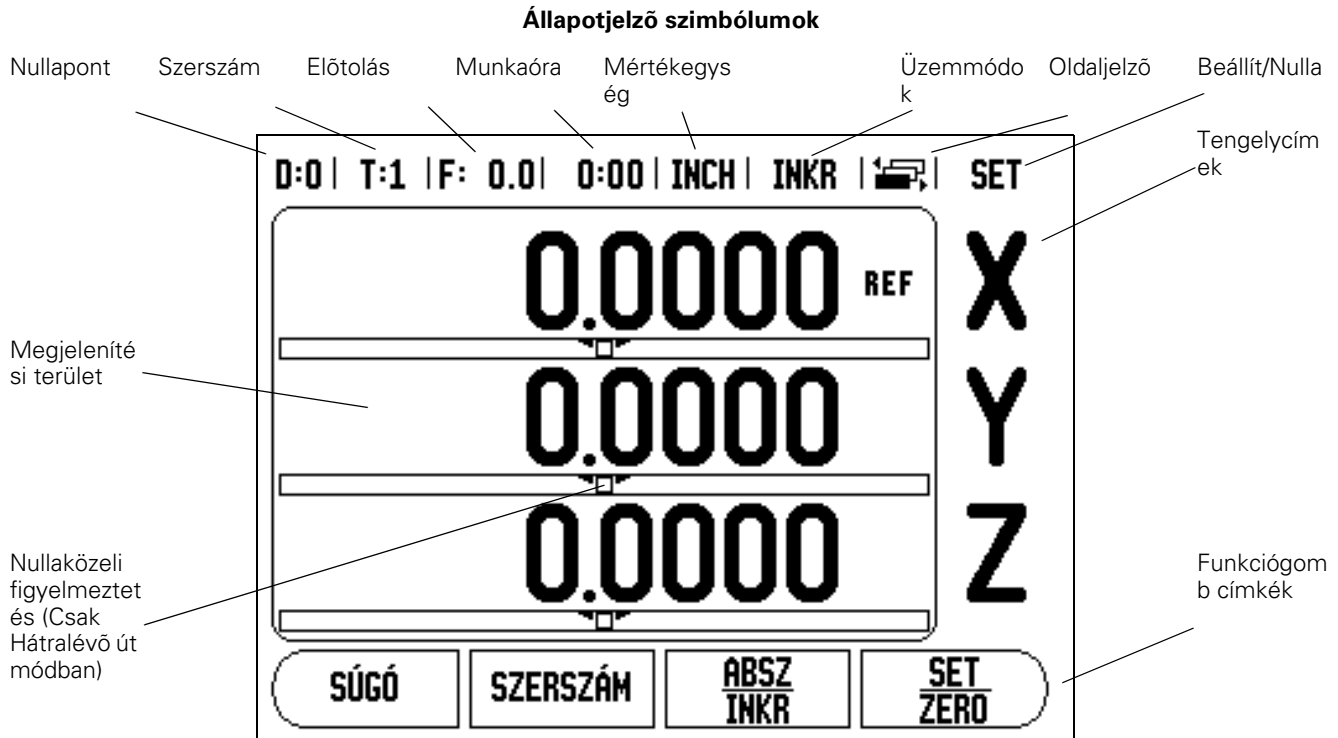 Állapotjelzõ szimbólumok
Nullapont
Szerszám
Elõtolás
Munkaóra
Mértékegys
ég
Üzemmódo
k
Oldaljelzõ
Beállít/Nulla
Tengelycím
ek
D:0 | T:1 | F: 0.0 | 0:00 | INCH | INKR | | SET
0.0000 REF X
Megjeleníté
si terület
0.0000 Y
0.0000 Z
Nullaközeli
figyelmeztet
és (Csak
Hátralévõ út
módban)
Funkciógom
b címkék
SÚGÓ
SZERSZÁM
ABSZ
INKR
SET
ZERO